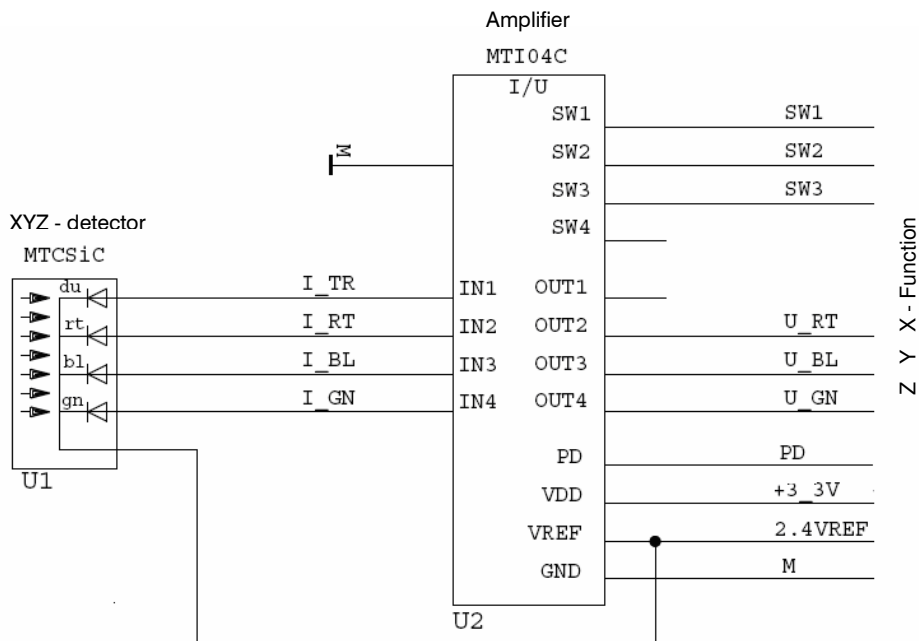 Amplifier
MTI04C
I/U
SW1 SW1
M
SW2 SW2
SW3 SW3
XYZ - detector
SW4
MTCSiC
du I_TR IN1 OUT1
rt I_RT IN2 OUT2 U_RT
bl I_BL IN3 OUT3 U_BL
gn I_GN IN4 OUT4 U_GN
Z Y X - Function
PD PD
U1
VDD +3_3V
VREF 2.4VREF
GND M
U2